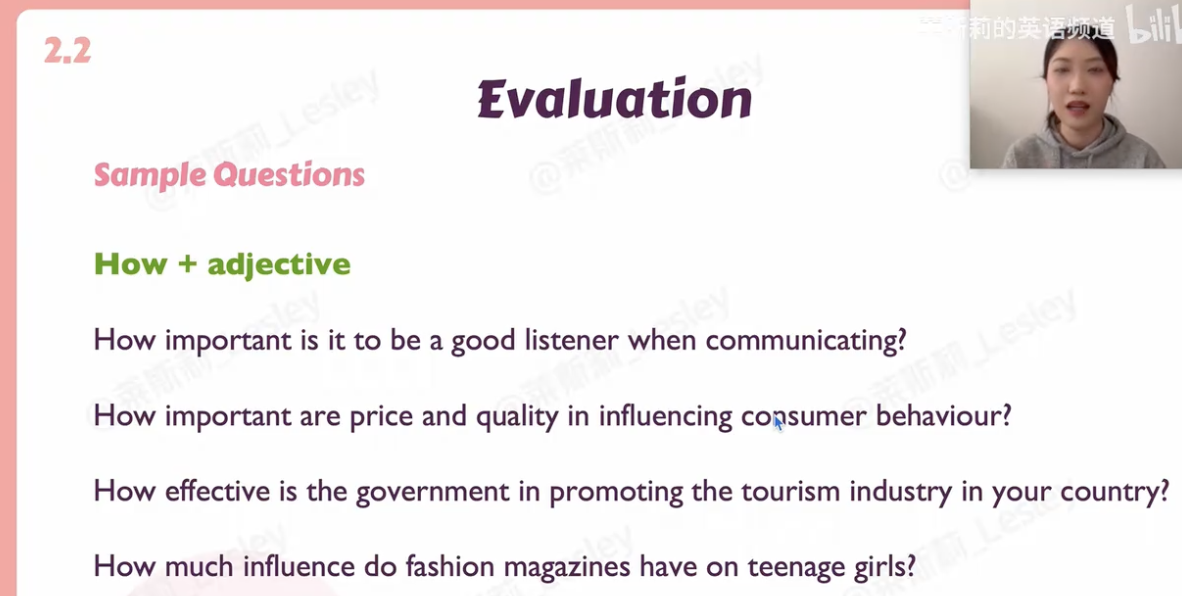 2.2
莉的英语频道 bili
Evaluation
Sample Questions
How + adjective
How important is it to be a good listener when communicating?
How important are price and quality in influencing consumer behaviour?
How effective is the government in promoting the tourism industry in your country?
How much influence do fashion magazines have on teenage girls?
@莱斯莉_Lesley